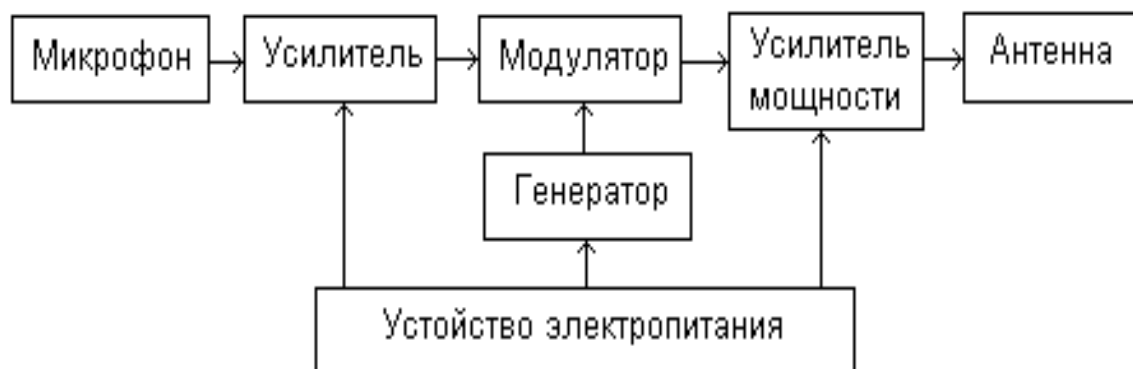 Микрофон
Усилитель
Модулятор
Усилитель
мощности
Антенна
Генератор
Устойство электропитания